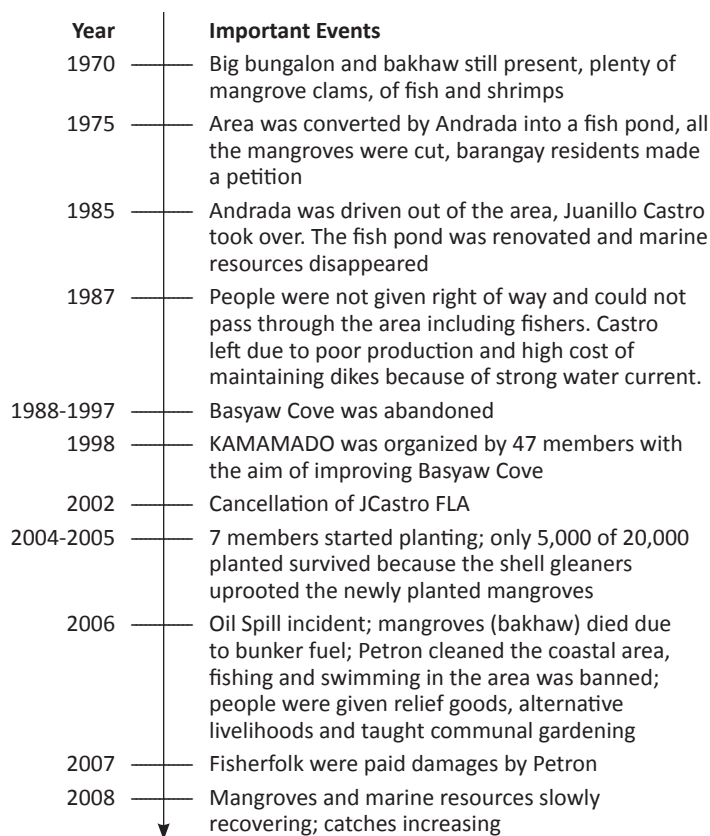 Year Important Events
1970 Big bungalon and bakhaw still present, plenty of
mangrove clams, of fish and shrimps
1975 Area was converted by Andrada into a fish pond, all
the mangroves were cut, barangay residents made
a petition
1985 Andrada was driven out of the area, Juanillo Castro
took over. The fish pond was renovated and marine
resources disappeared
1987 People were not given right of way and could not
pass through the area including fishers. Castro
left due to poor production and high cost of
maintaining dikes because of strong water current.
1988-1997 Basyaw Cove was abandoned
1998 KAMAMADO was organized by 47 members with
the aim of improving Basyaw Cove
2002 Cancellation of JCastro FLA
2004-2005 7 members started planting; only 5,000 of 20,000
planted survived because the shell gleaners
uprooted the newly planted mangroves
2006 Oil Spill incident; mangroves (bakhaw) died due
to bunker fuel; Petron cleaned the coastal area,
fishing and swimming in the area was banned;
people were given relief goods, alternative
livelihoods and taught communal gardening
2007 Fisherfolk were paid damages by Petron
2008 Mangroves and marine resources slowly
recovering; catches increasing